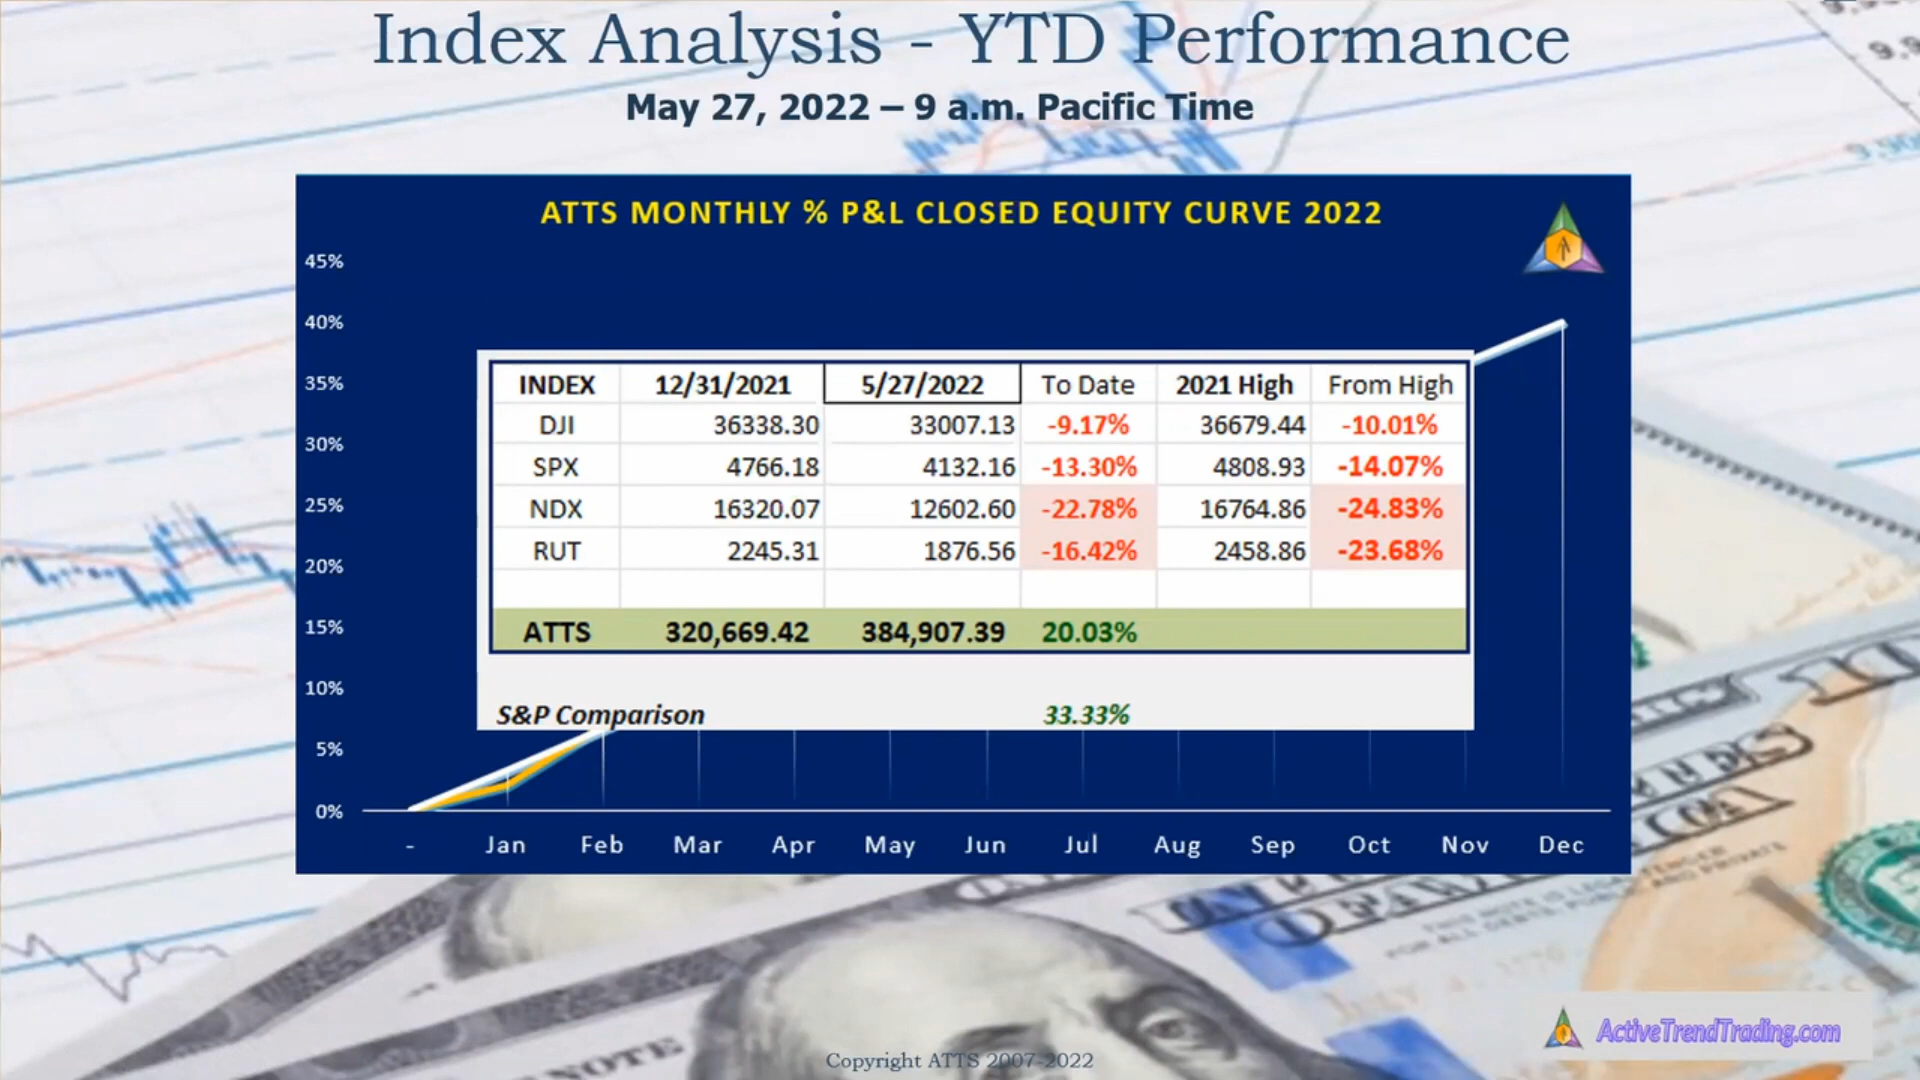 Index Analysis - YTD Performance
May 27, 2022 – 9 a.m. Pacific Time
ATTS MONTHLY % P&L CLOSED EQUITY CURVE 2022
45%
40%
35%
30%
25%
20%
15%
10%
5%
0%
INDEX 12/31/2021 5/27/2022 To Date 2021 High From High
DJI 36338.30 33007.13 -9.17% 36679.44 -10.01%
SPX 4766.18 4132.16 -13.30% 4808.93 -14.07%
NDX 16320.07 12602.60 -22.78% 16764.86 -24.83%
RUT 2245.31 1876.56 -16.42% 2458.86 -23.68%
ATTS 320,669.42 384,907.39 20.03%
S&P Comparison 33.33%
- Jan Feb Mar Apr May Jun Jul Aug Sep Oct Nov Dec
ActiveTrendTrading.com
Copyright ATTS 2007-2022